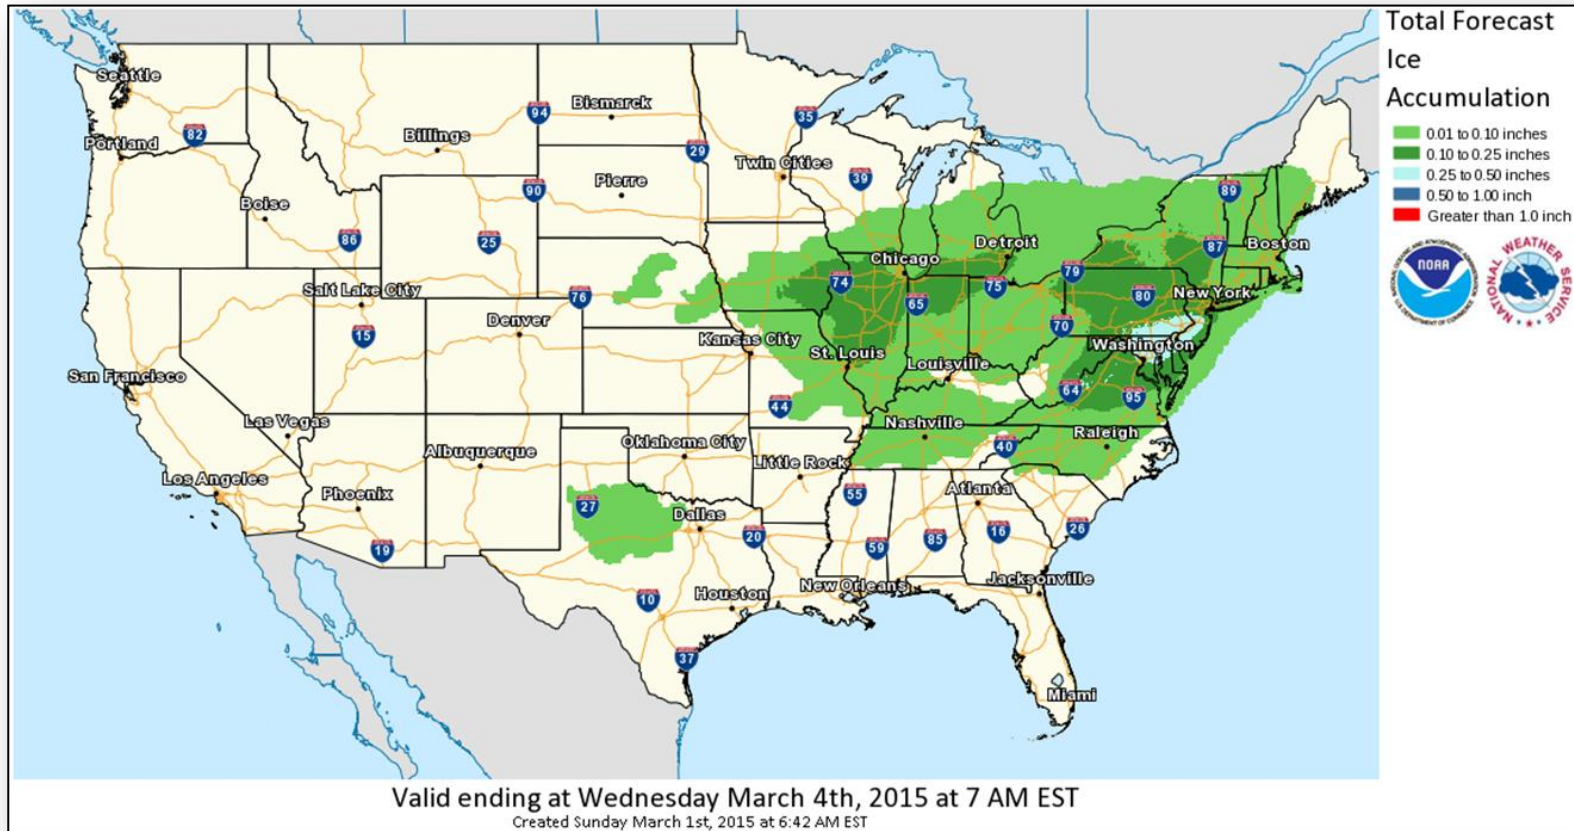 Total Forecast
Ice
Accumulation
0.01 to 0.10 inches
0.10 to 0.25 inches
0.25 to 0.50 inches
0.50 to 1.00 inch
Greater than 1.0 inch
NOAA
NATIONAL WEATHER SERVICE
Seattle
Portland
82
Billings
94
Bismarck
35
29
Twin Cities
39
90
Pierre
Boise
86
25
89
87
Boston
Detroit
Chicago
74
79
75
65
80
New York
Salt Lake City
76
15
Denver
70
Kansas City
St. Louis
Louisville
Washington
San Francisco
64
95
44
Las Vegas
Nashville
Raleigh
40
Albuquerque
Oklahoma City
Little Rock
Los Angeles
Phoenix
27
Dallas
55
Atlanta
19
20
59
85
16
26
10
Houston
New Orleans
Jacksonville
37
Miami
Valid ending at Wednesday March 4th, 2015 at 7 AM EST
Created Sunday March 1st, 2015 at 6:42 AM EST